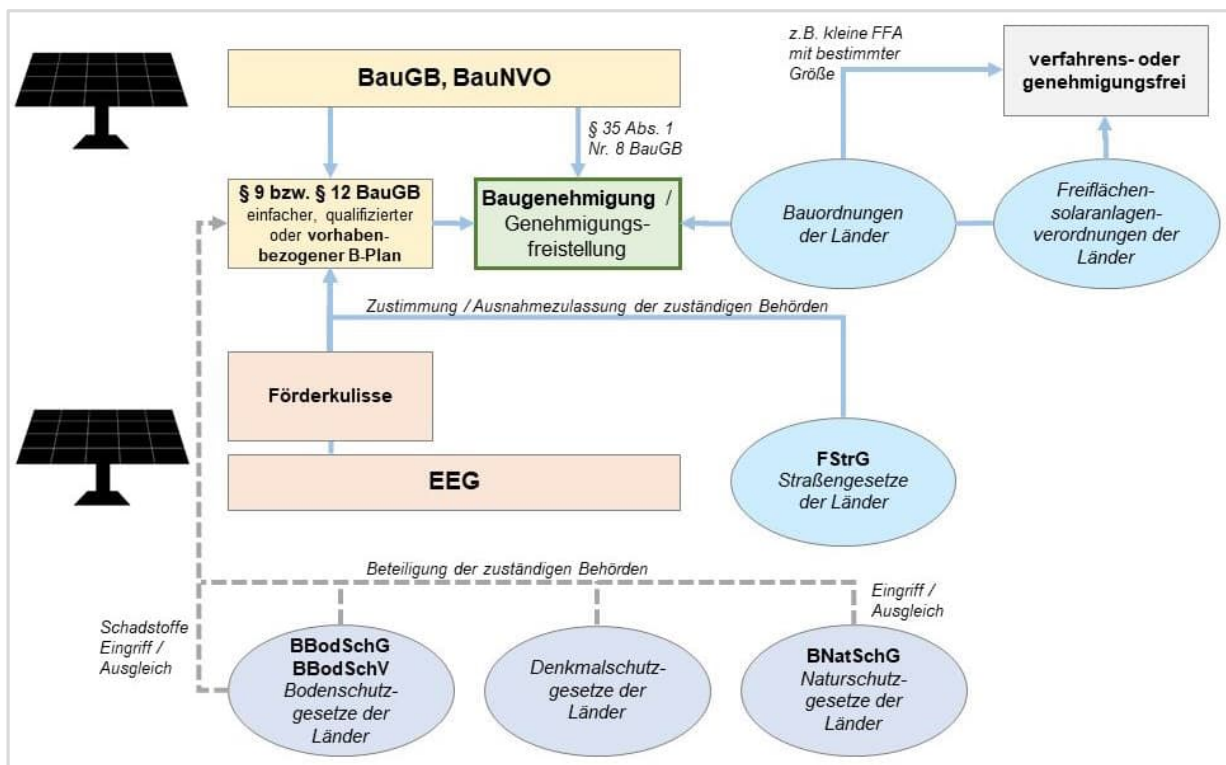 BauGB, BauNVO
z.B. kleine FFA
mit bestimmter
Größe
verfahrens- oder
genehmigungsfrei
§ 35 Abs. 1
Nr. 8 BauGB
§ 9 bzw. § 12 BauGB
einfacher, qualifizierter
oder vorhaben-
bezogener B-Plan
Baugenehmigung /
Genehmigungs-
freistellung
Bauordnungen
der Länder
Freiflächen-
solaranlagen-
verordnungen der
Länder
Zustimmung / Ausnahmezulassung der zuständigen Behörden
Förderkulisse
EEG
FStrG
Straßengesetze
der Länder
Beteiligung der zuständigen Behörden
Eingriff /
Ausgleich
Schadstoffe
Eingriff /
Ausgleich
BBodSchG
BBodSchV
Bodenschutz-
gesetze der
Länder
Denkmalschutz-
gesetze der
Länder
BNatSchG
Naturschutz-
gesetze der
Länder